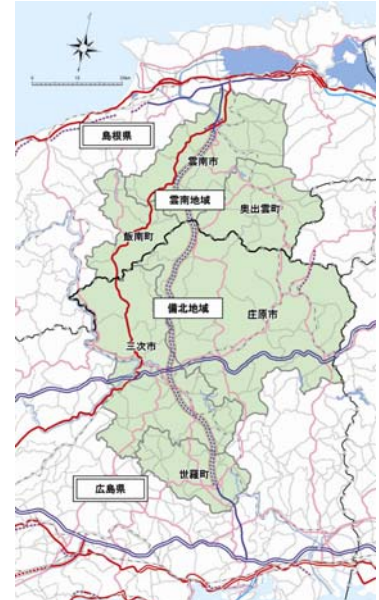 島根県
雲南市
雲南地域
奥出雲町
飯南町
備北地域
庄原市
三次市
世羅町
広島県